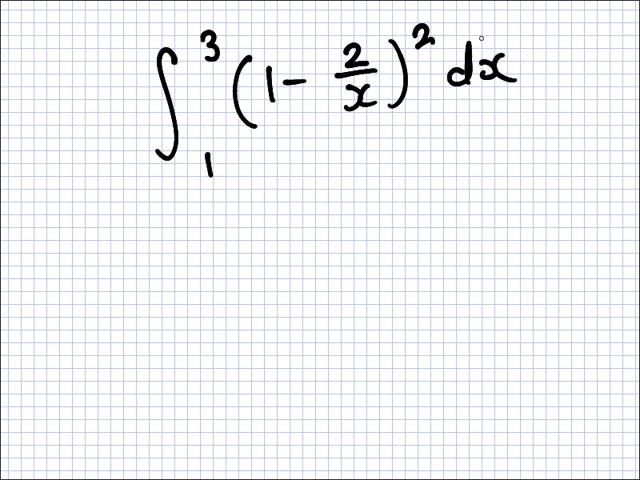 ∫₁³ (1 - 2/x)² dx